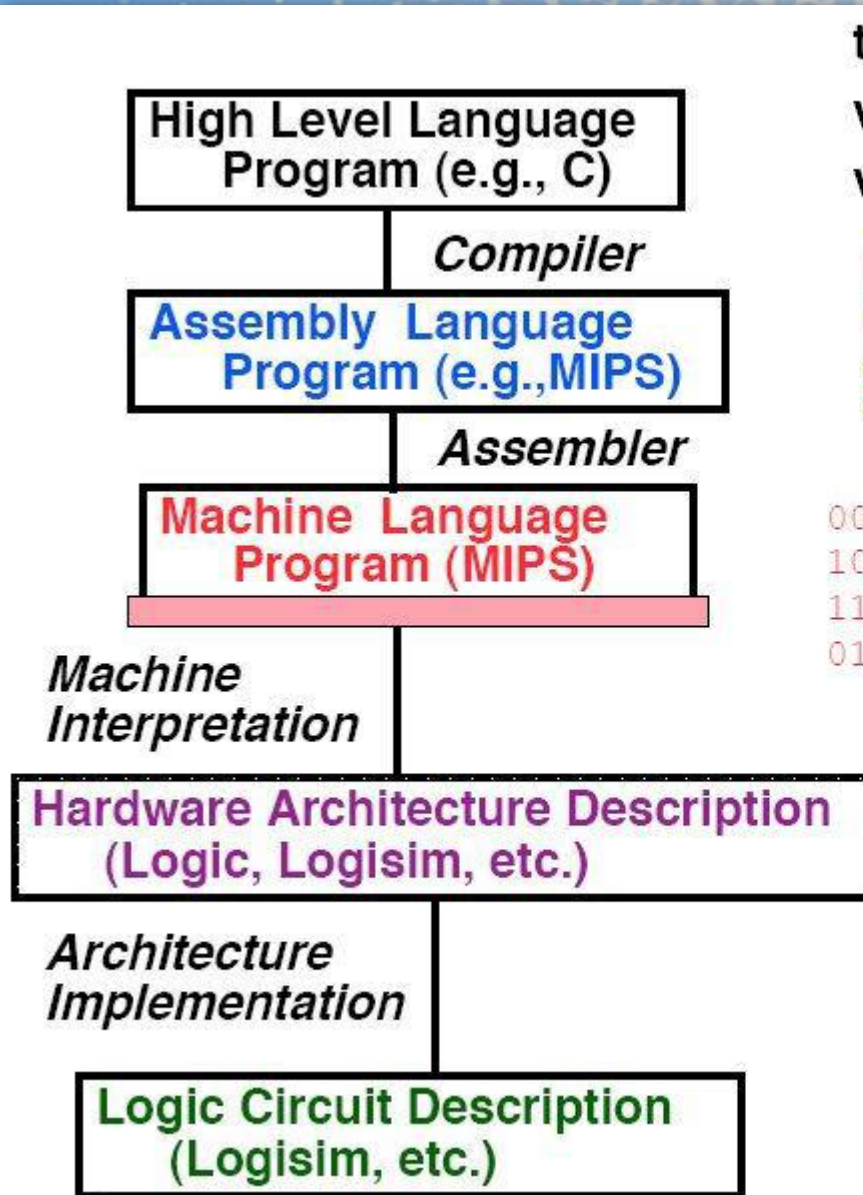 High Level Language
Program (e.g., C)
Compiler
Assembly Language
Program (e.g.,MIPS)
Assembler
Machine Language
Program (MIPS)
Machine
Interpretation
Hardware Architecture Description
(Logic, Logisim, etc.)
Architecture
Implementation
Logic Circuit Description
(Logisim, etc.)